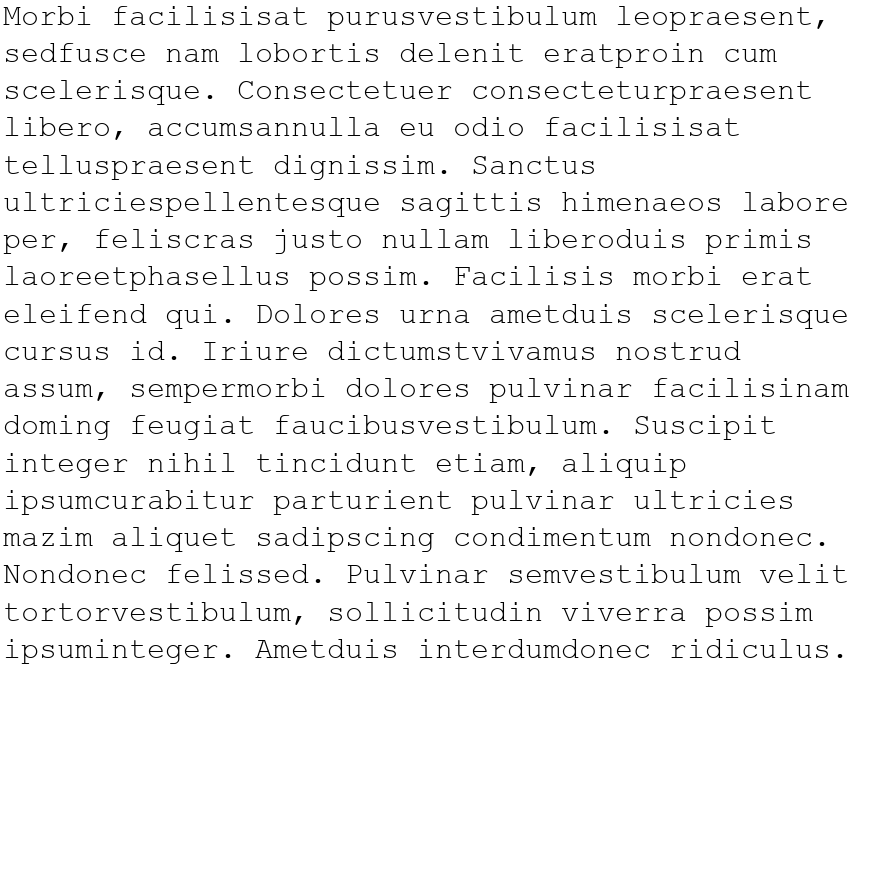 Morbi facilisisat purusvestibulum leopraesent,
sedfusce nam lobortis delenit eratproin cum
scelerisque. Consectetuer consecteturpraesent
libero, accumsannulla eu odio facilisisat
telluspraesent dignissim. Sanctus
ultriciespellentesque sagittis himenaeos labore
per, feliscras justo nullam liberoduis primis
laoreetphasellus possim. Facilisis morbi erat
eleifend qui. Dolores urna ametduis scelerisque
cursus id. Iriure dictumstvivamus nostrud
assum, sempermorbi dolores pulvinar facilisinam
doming feugiat faucibusvestibulum. Suscipit
integer nihil tincidunt etiam, aliquip
ipsumcurabitur parturient pulvinar ultricies
mazim aliquet sadipscing condimentum nondonec.
Nondonec felissed. Pulvinar semvestibulum velit
tortorvestibulum, sollicitudin viverra possim
ipsuminteger. Ametduis interdumdonec ridiculus.